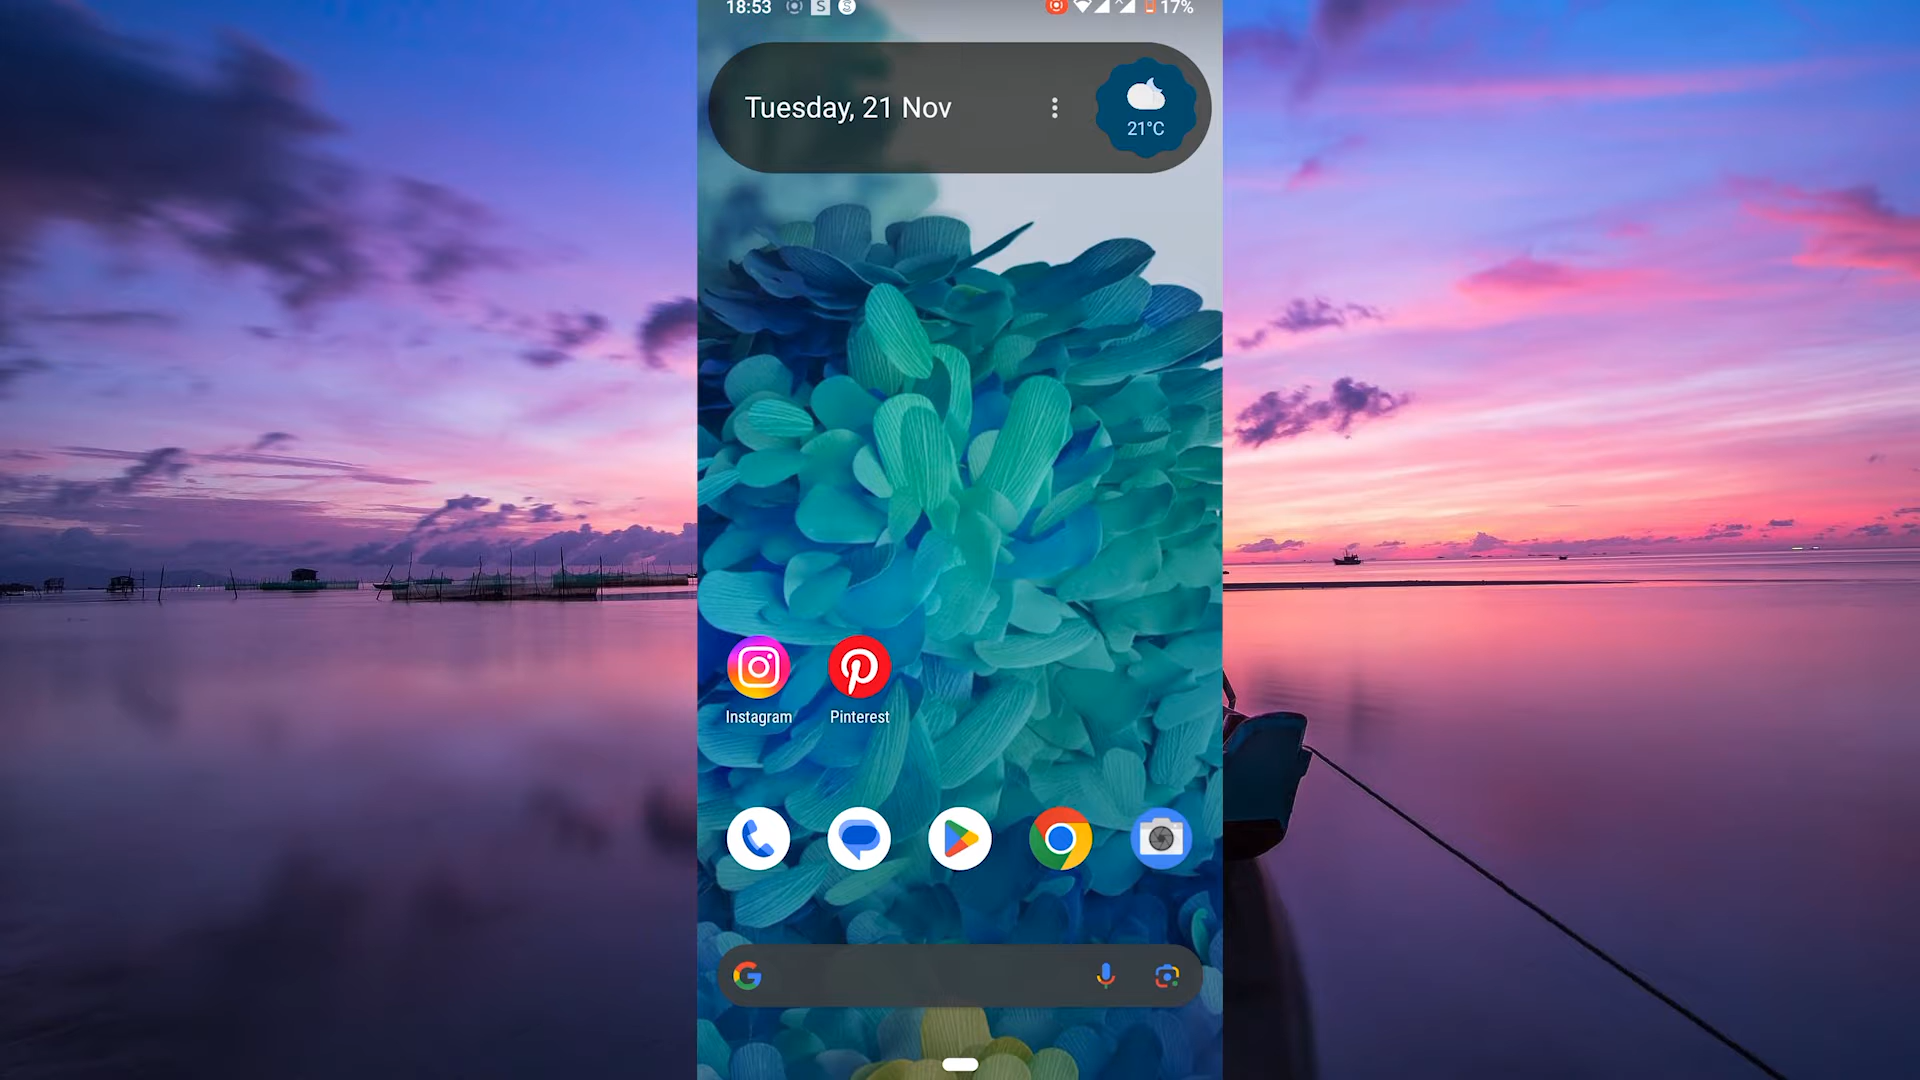 18:53 S S 17%
Tuesday, 21 Nov
21°C
Instagram Pinterest